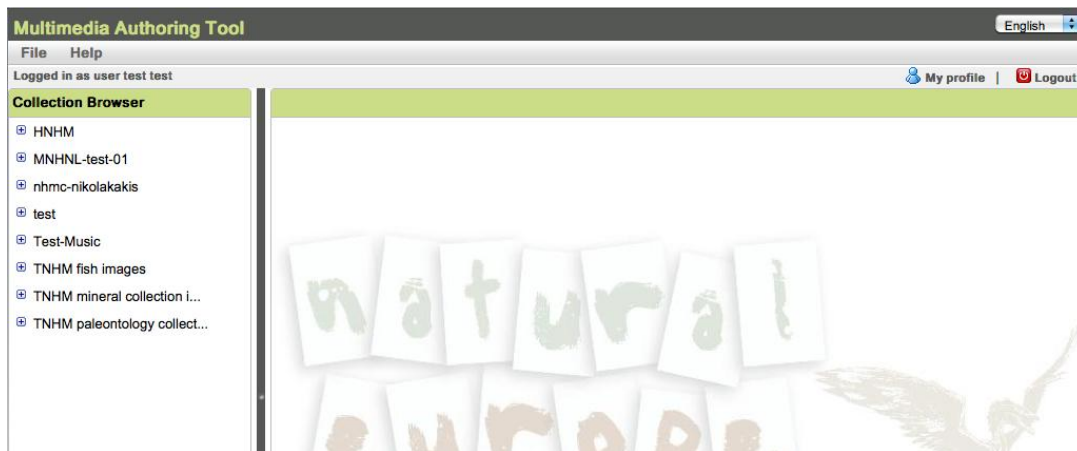 Multimedia Authoring Tool
English
File Help
Logged in as user test test
My profile | Logout
Collection Browser
HNHM
MNHNL-test-01
nhmc-nikolakakis
test
Test-Music
TNHM fish images
TNHM mineral collection i...
TNHM paleontology collect...
natural
europe